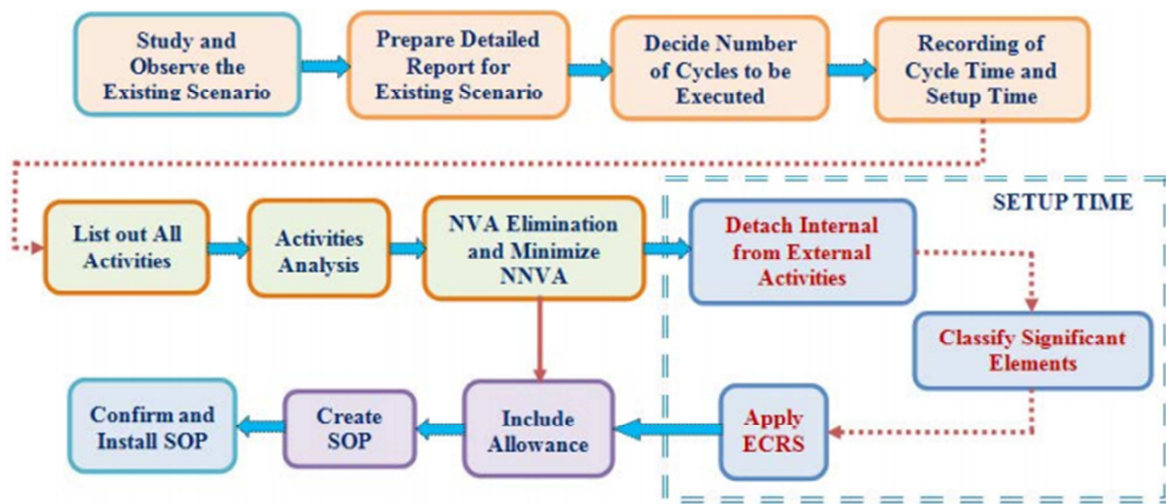 Study and
Observe the
Existing Scenario
Prepare Detailed
Report for
Existing Scenario
Decide Number
of Cycles to be
Executed
Recording of
Cycle Time and
Setup Time
List out All
Activities
Activities
Analysis
NVA Elimination
and Minimize
NNVA
SETUP TIME
Detach Internal
from External
Activities
Classify Significant
Elements
Apply
ECRS
Include
Allowance
Create
SOP
Confirm and
Install SOP